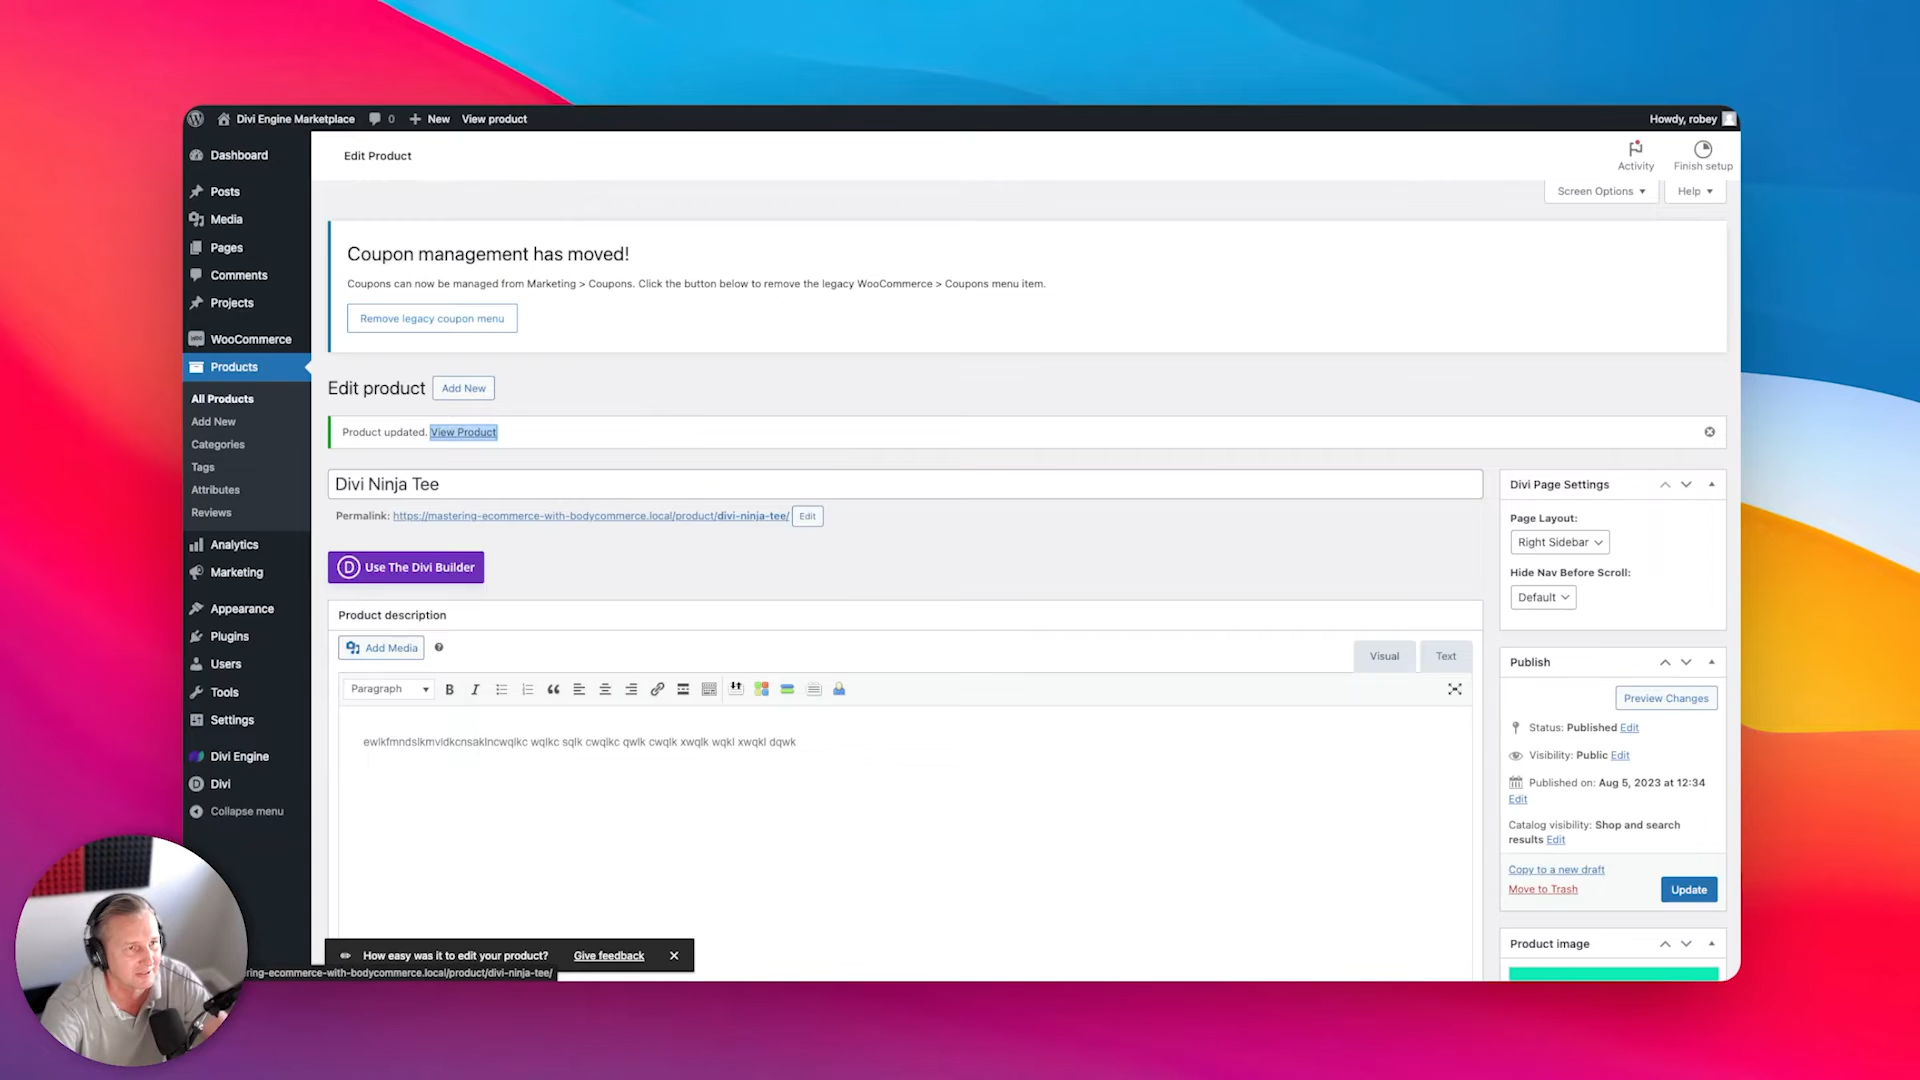 Divi Engine Marketplace 0 New View product Howdy, robey
Dashboard
Posts
Media
Pages
Comments
Projects
WooCommerce
Products
All Products
Add New
Categories
Tags
Attributes
Reviews
Analytics
Marketing
Appearance
Plugins
Users
Tools
Settings
Divi Engine
Divi
Collapse menu
Edit Product
Activity
Finish setup
Screen Options
Help
Coupon management has moved!
Coupons can now be managed from Marketing > Coupons. Click the button below to remove the legacy WooCommerce > Coupons menu item.
Remove legacy coupon menu
Edit product Add New
Product updated. View Product
Divi Ninja Tee
Permalink: https://mastering-ecommerce-with-bodycommerce.local/product/divi-ninja-tee/ Edit
D Use The Divi Builder
Product description
Add Media
Visual Text
Paragraph B I
ewlkfmndslkmvldkcnsaklncwqlkc wqlkc sqlk cwqlkc qwlk cwqlk xwqlk wqkl xwqkl dqwk
Divi Page Settings
Page Layout:
Right Sidebar
Hide Nav Before Scroll:
Default
Publish
Preview Changes
Status: Published Edit
Visibility: Public Edit
Published on: Aug 5, 2023 at 12:34
Edit
Catalog visibility: Shop and search
results Edit
Copy to a new draft
Move to Trash
Update
Product image
How easy was it to edit your product? Give feedback
ring-ecommerce-with-bodycommerce.local/product/divi-ninja-tee/